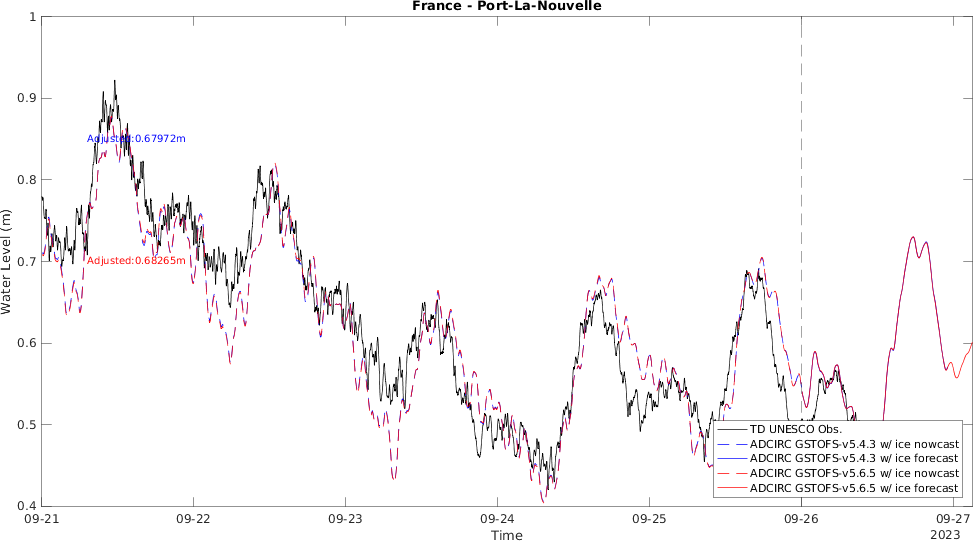 France - Port-La-Nouvelle
1
0.9
0.8
0.7
0.6
0.5
0.4
Water Level (m)
Adjusted:0.67972m
Adjusted:0.68265m
TD UNESCO Obs.
ADCIRC GSTOFS-v5.4.3 w/ ice nowcast
ADCIRC GSTOFS-v5.4.3 w/ ice forecast
ADCIRC GSTOFS-v5.6.5 w/ ice nowcast
ADCIRC GSTOFS-v5.6.5 w/ ice forecast
09-21 09-22 09-23 09-24 09-25 09-26 09-27
Time
2023